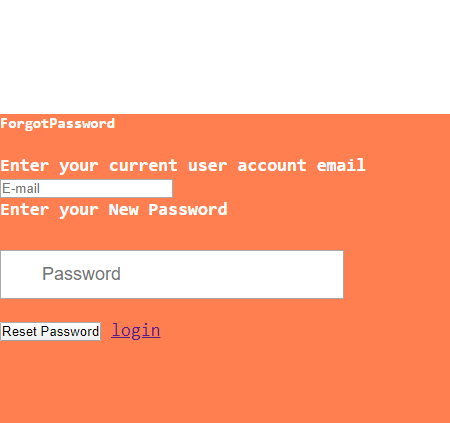 ForgotPassword
Enter your current user account email
E-mail
Enter your New Password
Password
Reset Password login